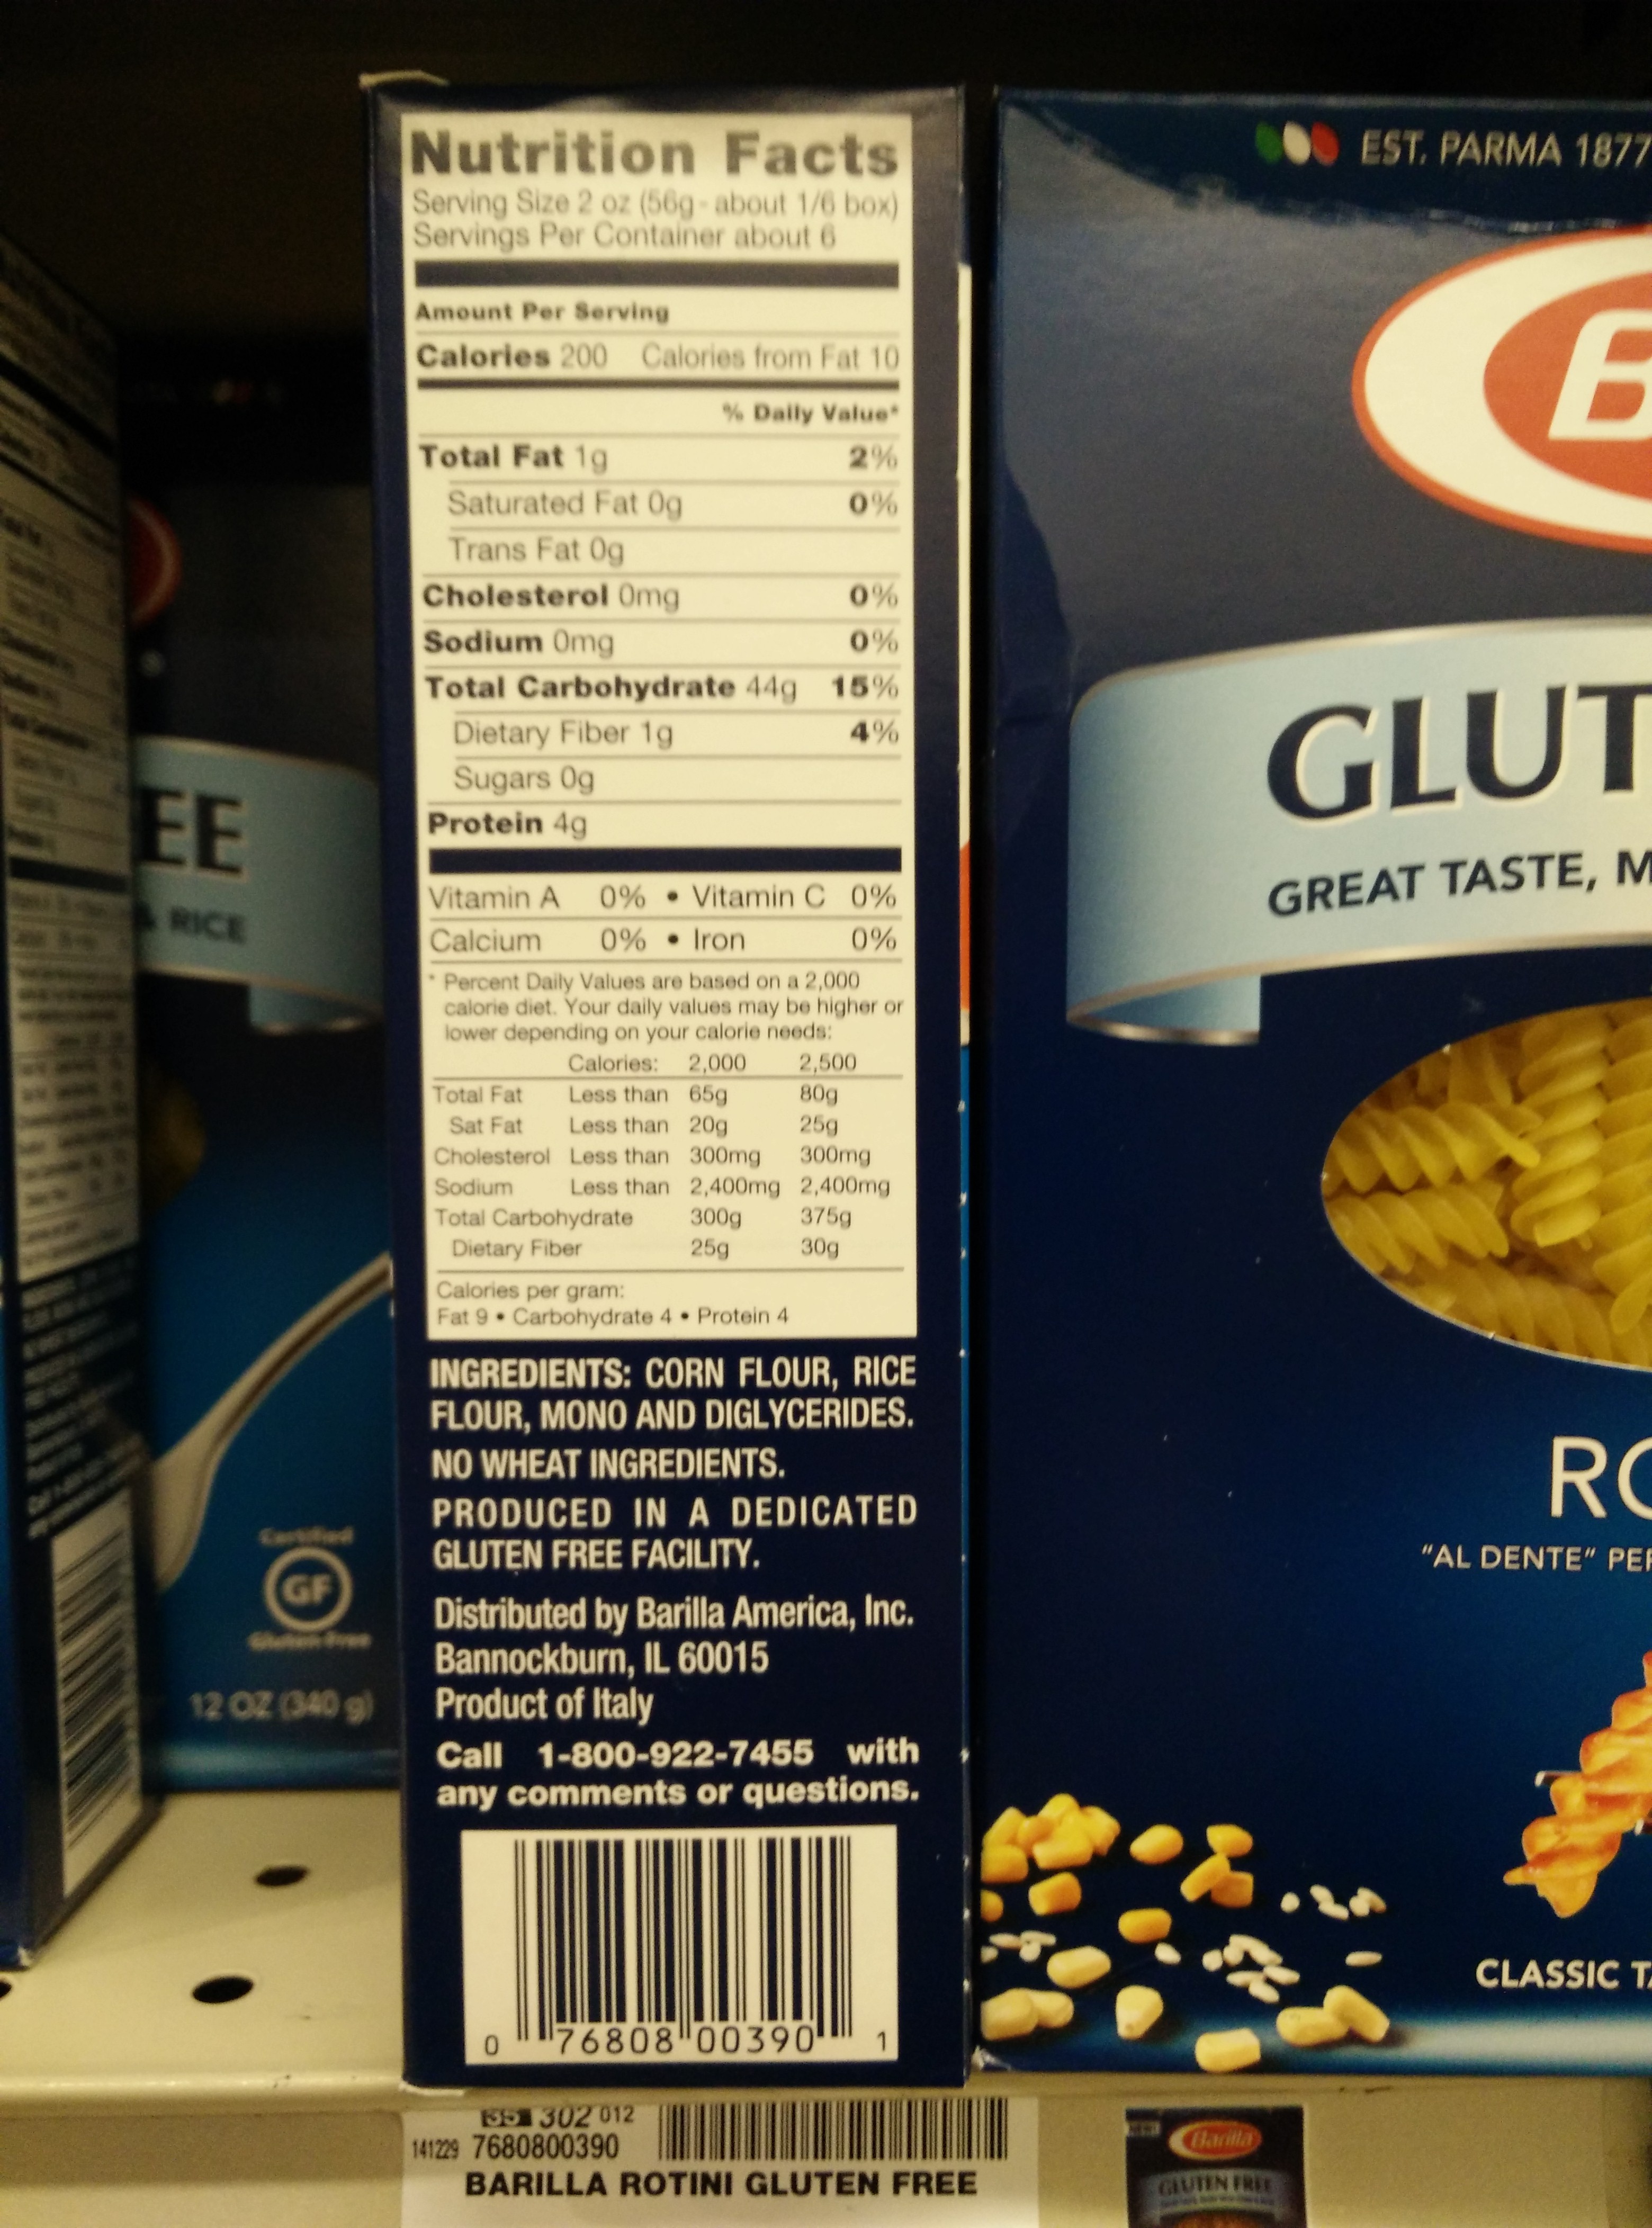 Nutrition Facts
Serving Size 2 oz (56g - about 1/6 box)
Servings Per Container about 6
Amount Per Serving
Calories 200 Calories from Fat 10
% Daily Value*
Total Fat 1g 2%
Saturated Fat 0g 0%
Trans Fat 0g
Cholesterol 0mg 0%
Sodium 0mg 0%
Total Carbohydrate 44g 15%
Dietary Fiber 1g 4%
Sugars 0g
Protein 4g
Vitamin A 0% • Vitamin C 0%
Calcium 0% • Iron 0%
* Percent Daily Values are based on a 2,000
calorie diet. Your daily values may be higher or
lower depending on your calorie needs:
Calories: 2,000 2,500
Total Fat Less than 65g 80g
Sat Fat Less than 20g 25g
Cholesterol Less than 300mg 300mg
Sodium Less than 2,400mg 2,400mg
Total Carbohydrate 300g 375g
Dietary Fiber 25g 30g
Calories per gram:
Fat 9 • Carbohydrate 4 • Protein 4
INGREDIENTS: CORN FLOUR, RICE
FLOUR, MONO AND DIGLYCERIDES.
NO WHEAT INGREDIENTS.
PRODUCED IN A DEDICATED
GLUTEN FREE FACILITY.
Distributed by Barilla America, Inc.
Bannockburn, IL 60015
Product of Italy
Call 1-800-922-7455 with
any comments or questions.
0 76808 00390 1
EST. PARMA 1877
B
GLUT
GREAT TASTE, M
RO
"AL DENTE" PER
CLASSIC TA
EE
& RICE
Certified
GF
Gluten-Free
12 OZ (340 g)
35 302 012
141229 7680800390
BARILLA ROTINI GLUTEN FREE
Barilla
GLUTEN FREE